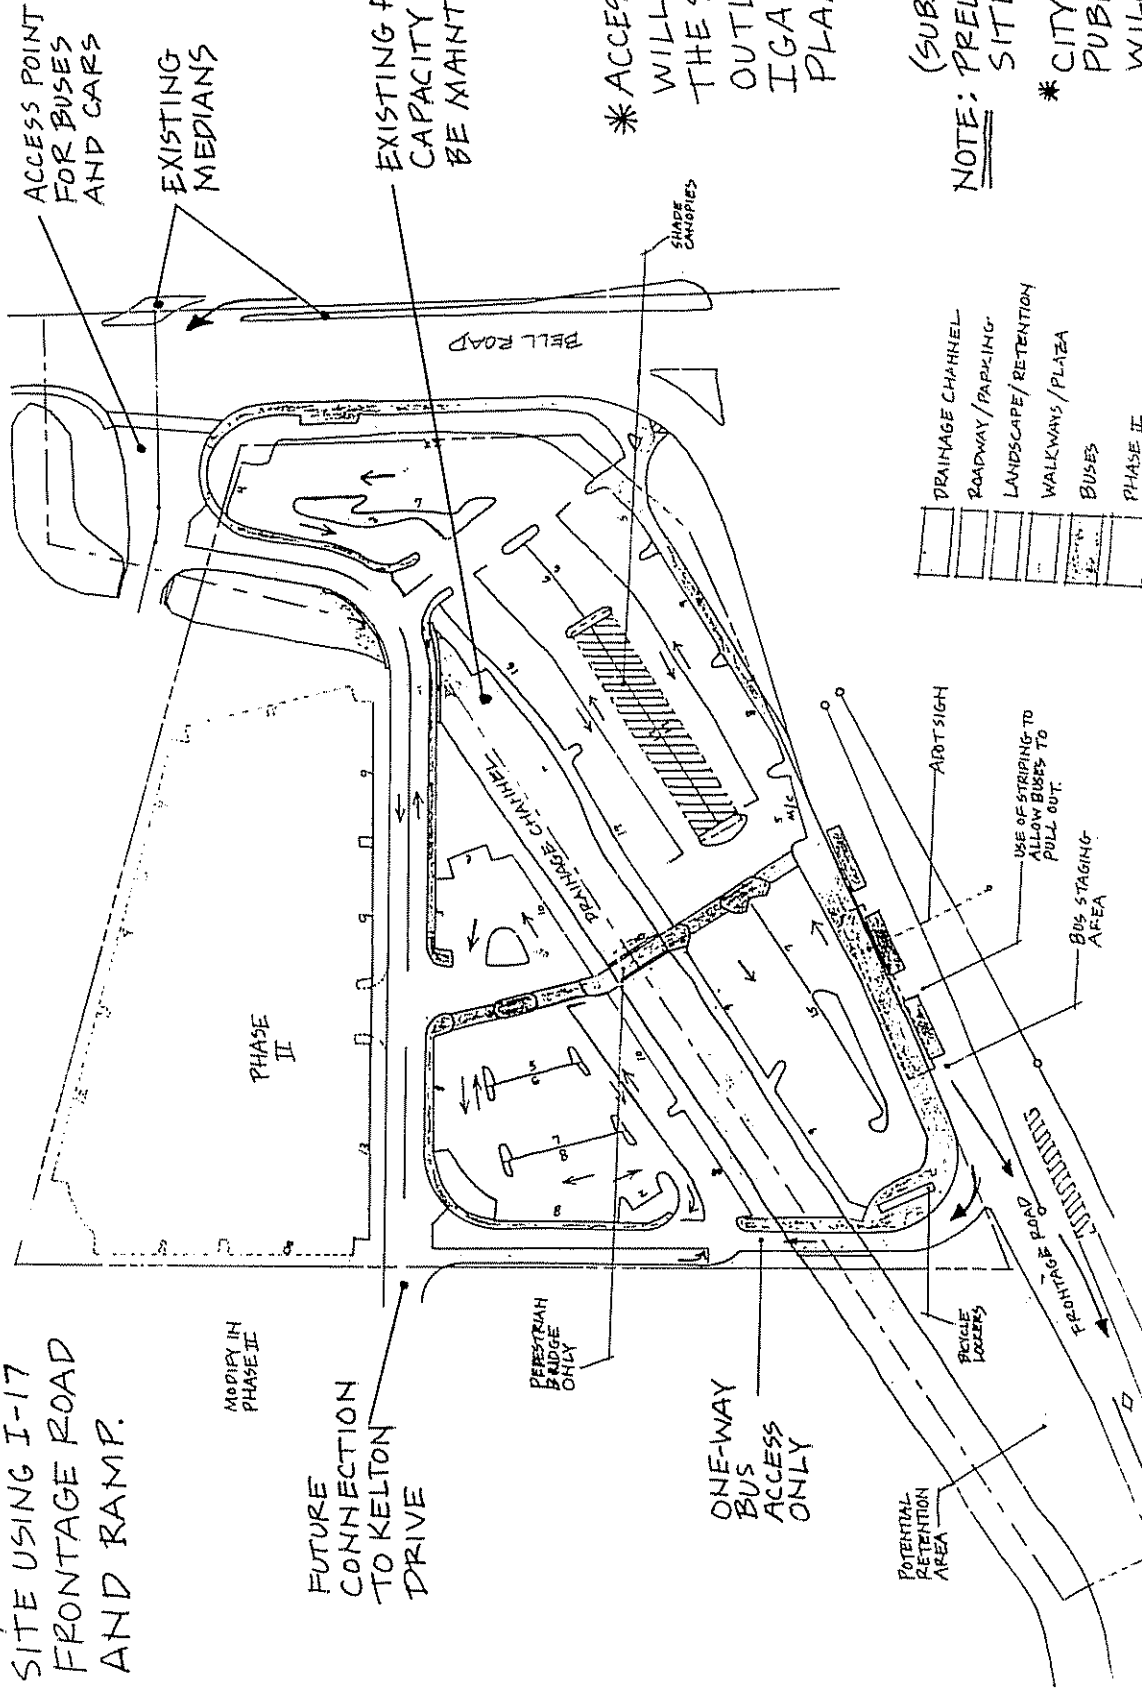 SITE USING I-17
FRONTAGE ROAD
AND RAMP.
MODIFY IN
PHASE II
FUTURE
CONNECTION
TO KELTON
DRIVE
PEDESTRIAN
BRIDGE
ONLY
ONE-WAY
BUS
ACCESS
ONLY
POTENTIAL
RETENTION
AREA
BICYCLE
LOCKERS
FRONTAGE ROAD
PHASE
II
DRAINAGE CHANNEL
BELL ROAD
ACCESS POINT
FOR BUSES
AND CARS
EXISTING
MEDIANS
EXISTING
CAPACITY
BE MAINT
SHADE
CANOPIES
ADOT SIGN
USE OF STRIPING TO
ALLOW BUSES TO
PULL OUT.
BUS STAGING
AREA
DRAINAGE CHANNEL
ROADWAY/PARKING
LANDSCAPE/RETENTION
WALKWAYS/PLAZA
BUSES
PHASE II
*ACCES
WILL
THE
OUTL
IGA
PLA
(SUB
NOTE: PREL
SIT
* CITY
PUB
WIL